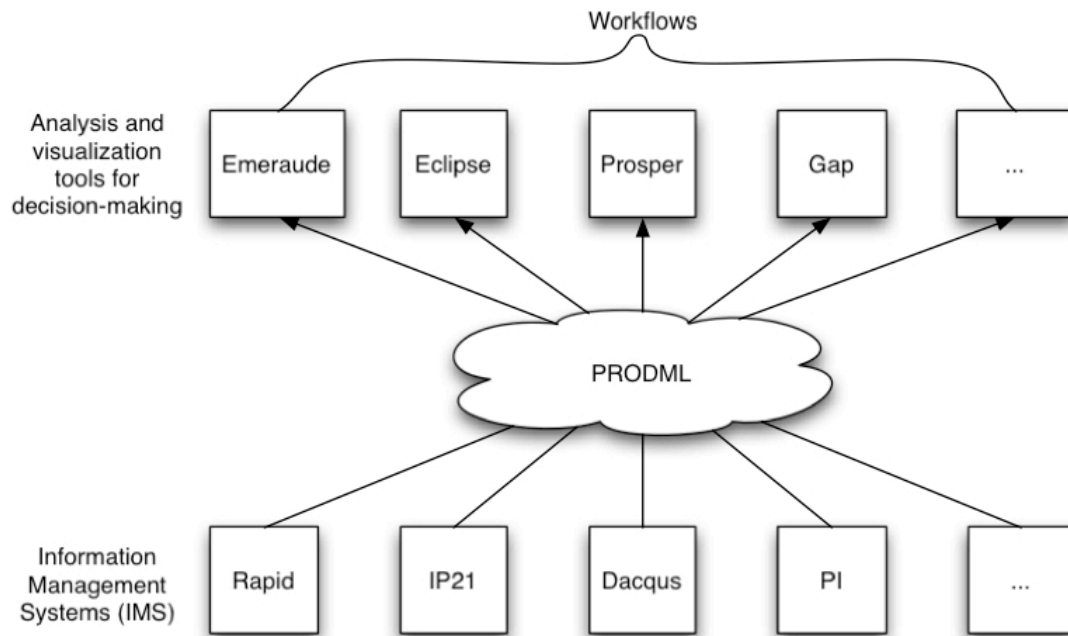 Workflows
Analysis and
visualization
tools for
decision-making
Emeraude
Eclipse
Prosper
Gap
...
PRODML
Information
Management
Systems (IMS)
Rapid
IP21
Dacqus
PI
...